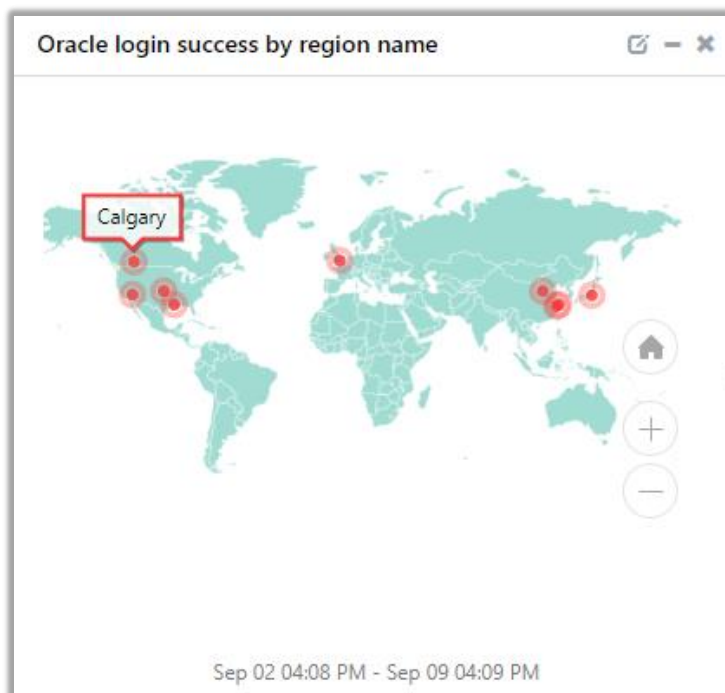 Oracle login success by region name
Calgary
Sep 02 04:08 PM - Sep 09 04:09 PM